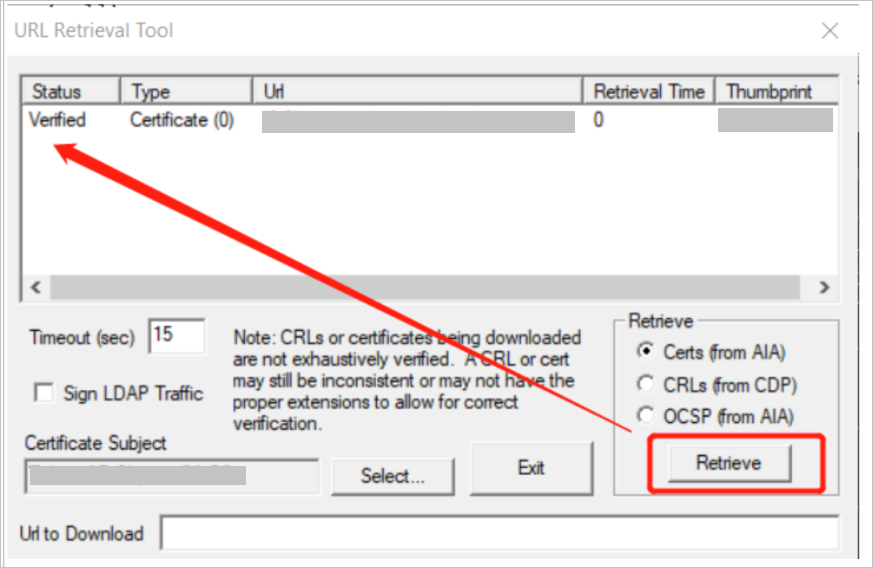 URL Retrieval Tool
Status Type Url Retrieval Time Thumbprint
Verified Certificate (0) 0
Timeout (sec) 15
Note: CRLs or certificates being downloaded
are not exhaustively verified. A CRL or cert
may still be inconsistent or may not have the
proper extensions to allow for correct
verification.
Sign LDAP Traffic
Retrieve
Certs (from AIA)
CRLs (from CDP)
OCSP (from AIA)
Retrieve
Certificate Subject
Select...
Exit
Url to Download